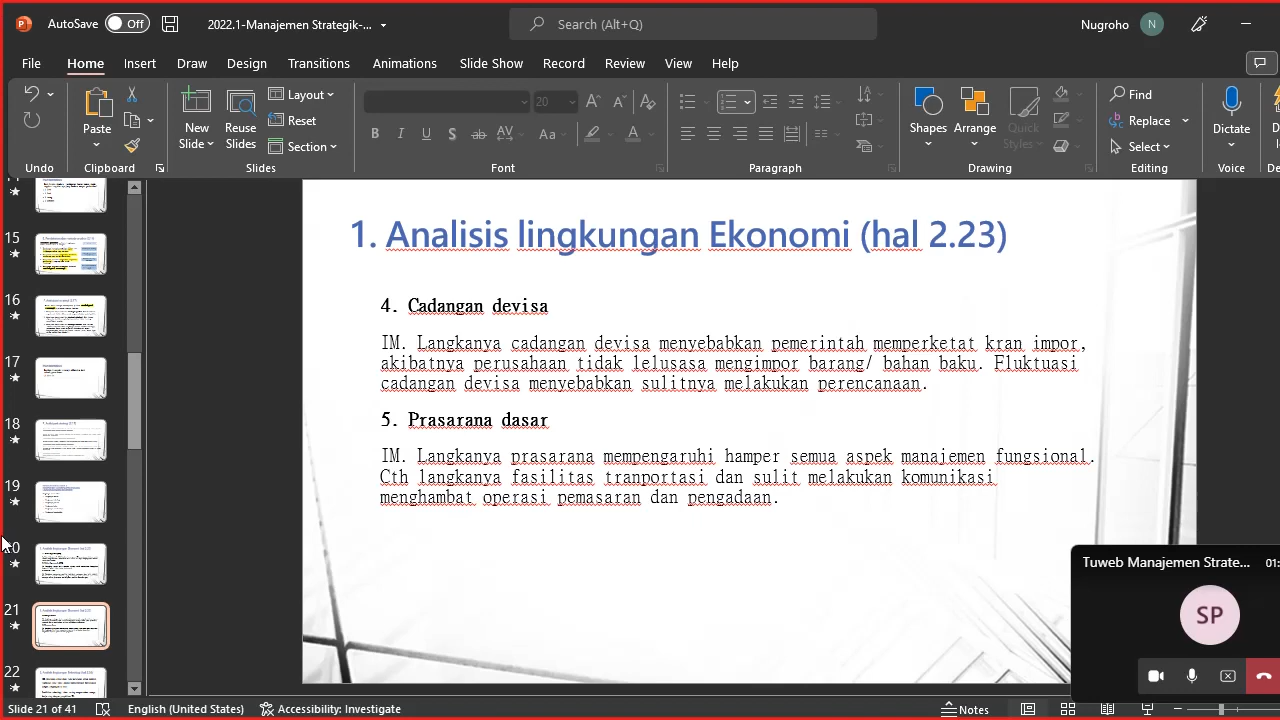 AutoSave Off 2022.1-Manajemen Strategik-... Search (Alt+Q) Nugroho N
File Home Insert Draw Design Transitions Animations Slide Show Record Review View Help
Paste New Slide Reuse Slides Layout Reset Section 20 Shapes Arrange Quick Styles Find Replace Select Dictate
Undo Clipboard Slides Font Paragraph Drawing Editing Voice
15
16
17
18
19
21
22
1. Analisis lingkungan Ekonomi (hal 2.23)
4. Cadangan devisa
IM. Langkanya cadangan devisa menyebabkan pemerintah memperketat kran impor,
akibatnya perusahaan tidak lelusasa mengimpor barang/ bahan baku. Fluktuasi
cadangan devisa menyebabkan sulitnya melakukan perencanaan.
5. Prasarana dasar
IM. Langkanya prasarana mempengaruhi hamper semua aspek manajemen fungsional.
Cth langkanya fasilitas tranportasi dan sulit melakukan komunikasi
menghambat operasi pemasaran dan pengadaan.
Tuweb Manajemen Strate...
SP
Slide 21 of 41 English (United States) Accessibility: Investigate Notes